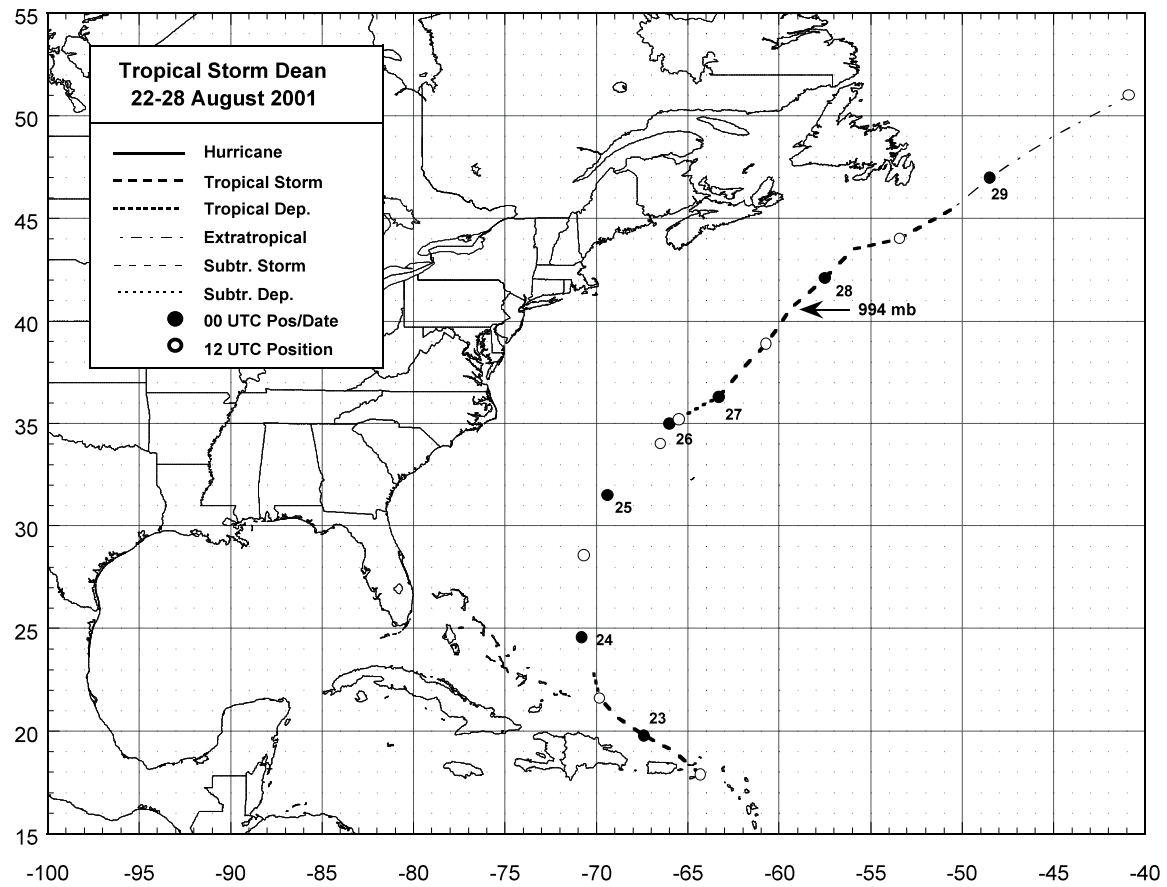 55
50
45
40
35
30
25
20
15
Tropical Storm Dean
22-28 August 2001
Hurricane
Tropical Storm
Tropical Dep.
Extratropical
Subtr. Storm
Subtr. Dep.
00 UTC Pos/Date
12 UTC Position
29
28
994 mb
27
26
25
24
23
-100 -95 -90 -85 -80 -75 -70 -65 -60 -55 -50 -45 -40